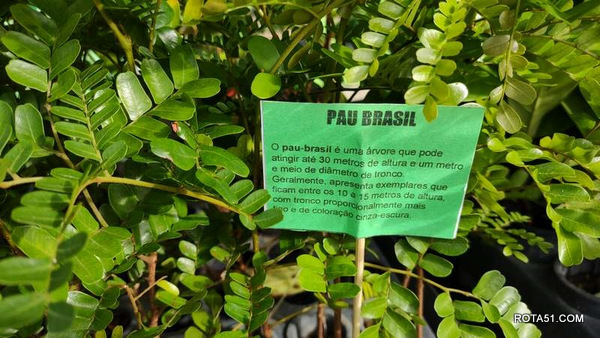 PAU BRASIL
O pau-brasil é uma árvore que pode
atingir até 30 metros de altura e um metro
e meio de diâmetro de tronco.
Geralmente, apresenta exemplares que
ficam entre os 10 e 15 metros de altura,
com tronco proporcionalmente mais
e de coloração cinza-escura.
ROTA51.COM